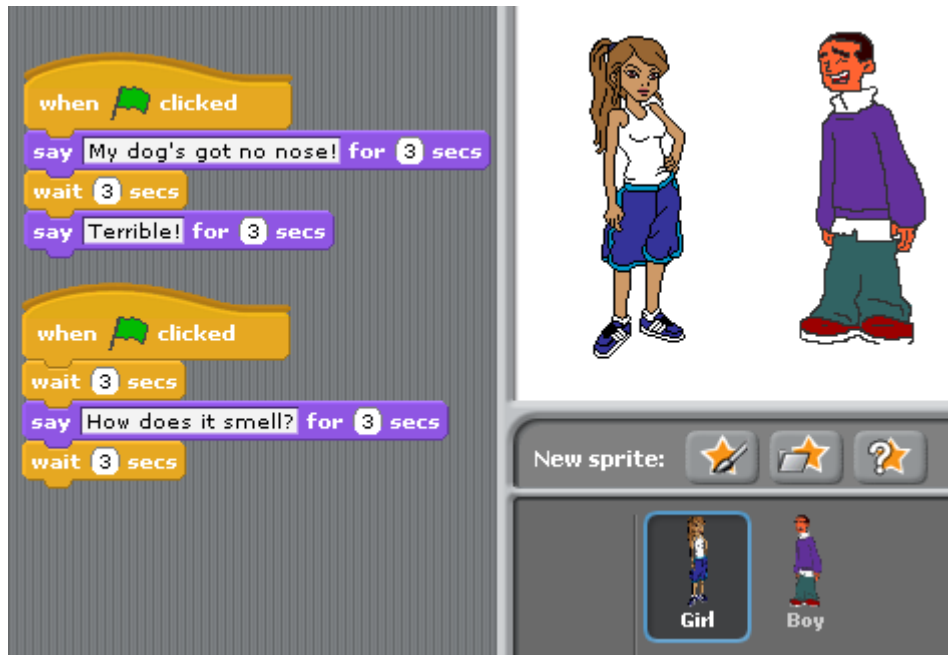 when clicked
say My dog's got no nose! for 3 secs
wait 3 secs
say Terrible! for 3 secs
when clicked
wait 3 secs
say How does it smell? for 3 secs
wait 3 secs
New sprite:
Girl
Boy